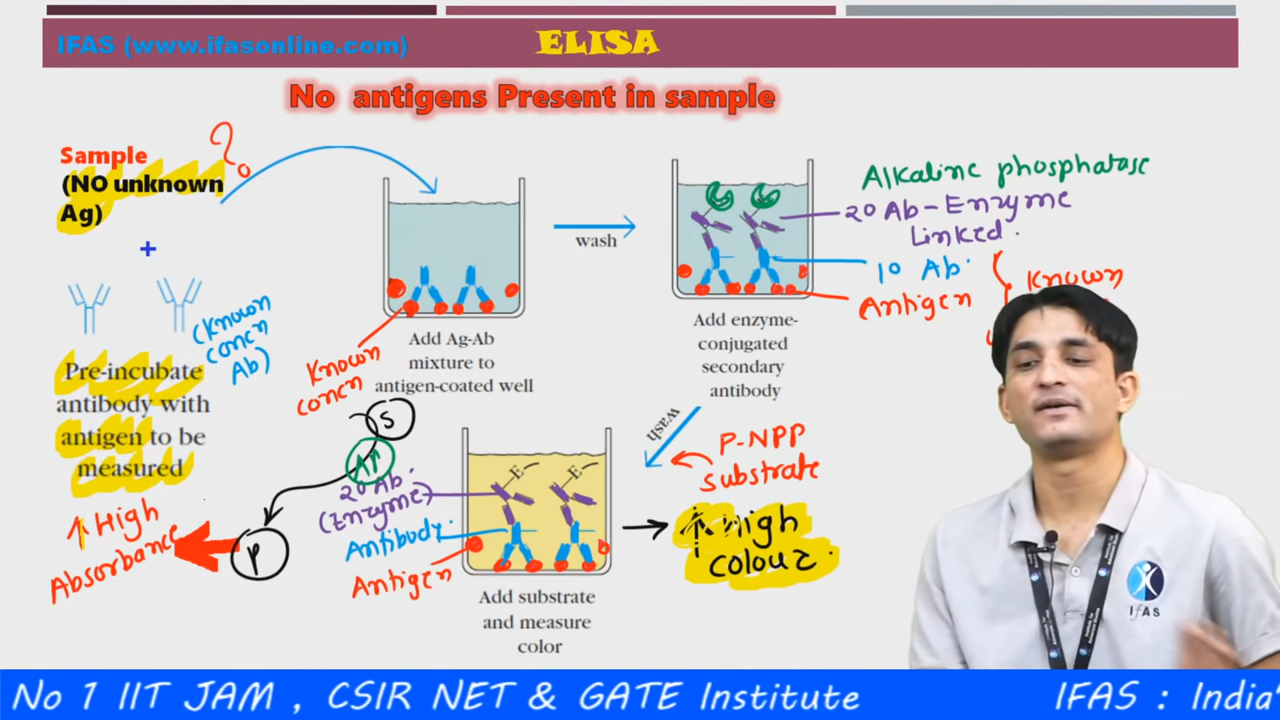 IFAS (www.ifasonline.com)
ELISA
No antigens Present in sample
Sample
(NO unknown
Ag)
?
+
(Known
concn
Ab)
Pre-incubate
antibody with
antigen to be
measured
Known
concn
Add Ag-Ab
mixture to
antigen-coated well
wash
Alkaline phosphatase
20 Ab-Enzyme
Linked.
10 Ab.
Antigen
Known
Add enzyme-
conjugated
secondary
antibody
wash
P-NPP
substrate
S
AP
P
↑ High
Absorbance
20 Ab
(Enzyme)
Antibody.
Antigen
E
E
Add substrate
and measure
color
↑ High
colour.
IFAS
No 1 IIT JAM , CSIR NET & GATE Institute
IFAS : India'